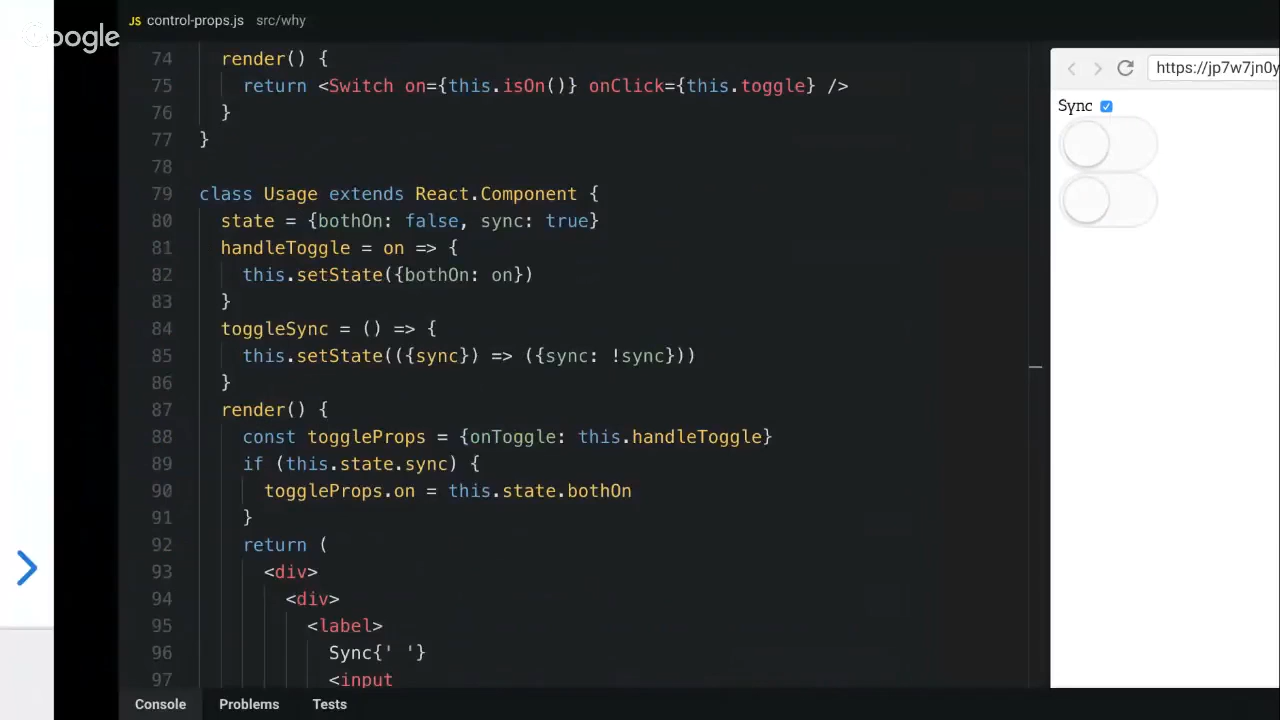 JS control-props.js src/why
Google
74 render() {
75 return <Switch on={this.isOn()} onClick={this.toggle} />
76 }
77 }
78
79 class Usage extends React.Component {
80 state = {bothOn: false, sync: true}
81 handleToggle = on => {
82 this.setState({bothOn: on})
83 }
84 toggleSync = () => {
85 this.setState(({sync}) => ({sync: !sync}))
86 }
87 render() {
88 const toggleProps = {onToggle: this.handleToggle}
89 if (this.state.sync) {
90 toggleProps.on = this.state.bothOn
91 }
92 return (
93 <div>
94 <div>
95 <label>
96 Sync{' '}
97 <input
https://jp7w7jn0y
Sync
Console Problems Tests